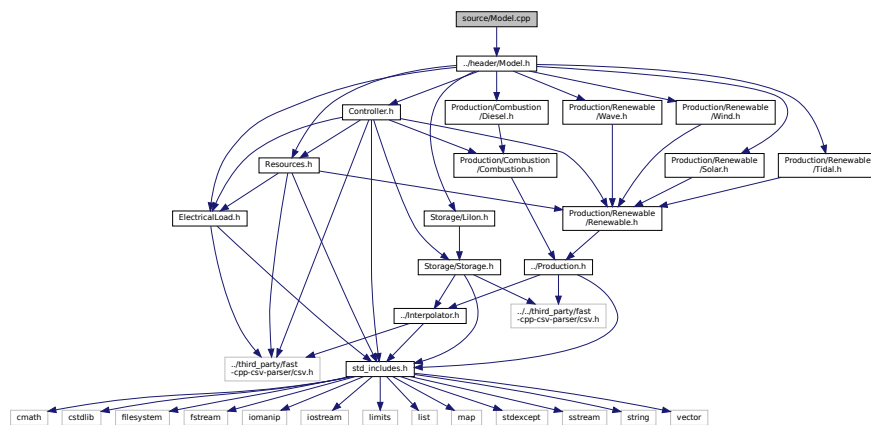 source/Model.cpp
../header/Model.h
Controller.h
Production/Combustion
/Diesel.h
Production/Renewable
/Wave.h
Production/Renewable
/Wind.h
Resources.h
Production/Combustion
/Combustion.h
Production/Renewable
/Solar.h
Production/Renewable
/Tidal.h
ElectricalLoad.h
Storage/LiIon.h
Production/Renewable
/Renewable.h
Storage/Storage.h
../Production.h
../Interpolator.h
../../third_party/fast
-cpp-csv-parser/csv.h
../third_party/fast
-cpp-csv-parser/csv.h
std_includes.h
cmath
cstdlib
filesystem
fstream
iomanip
iostream
limits
list
map
stdexcept
sstream
string
vector